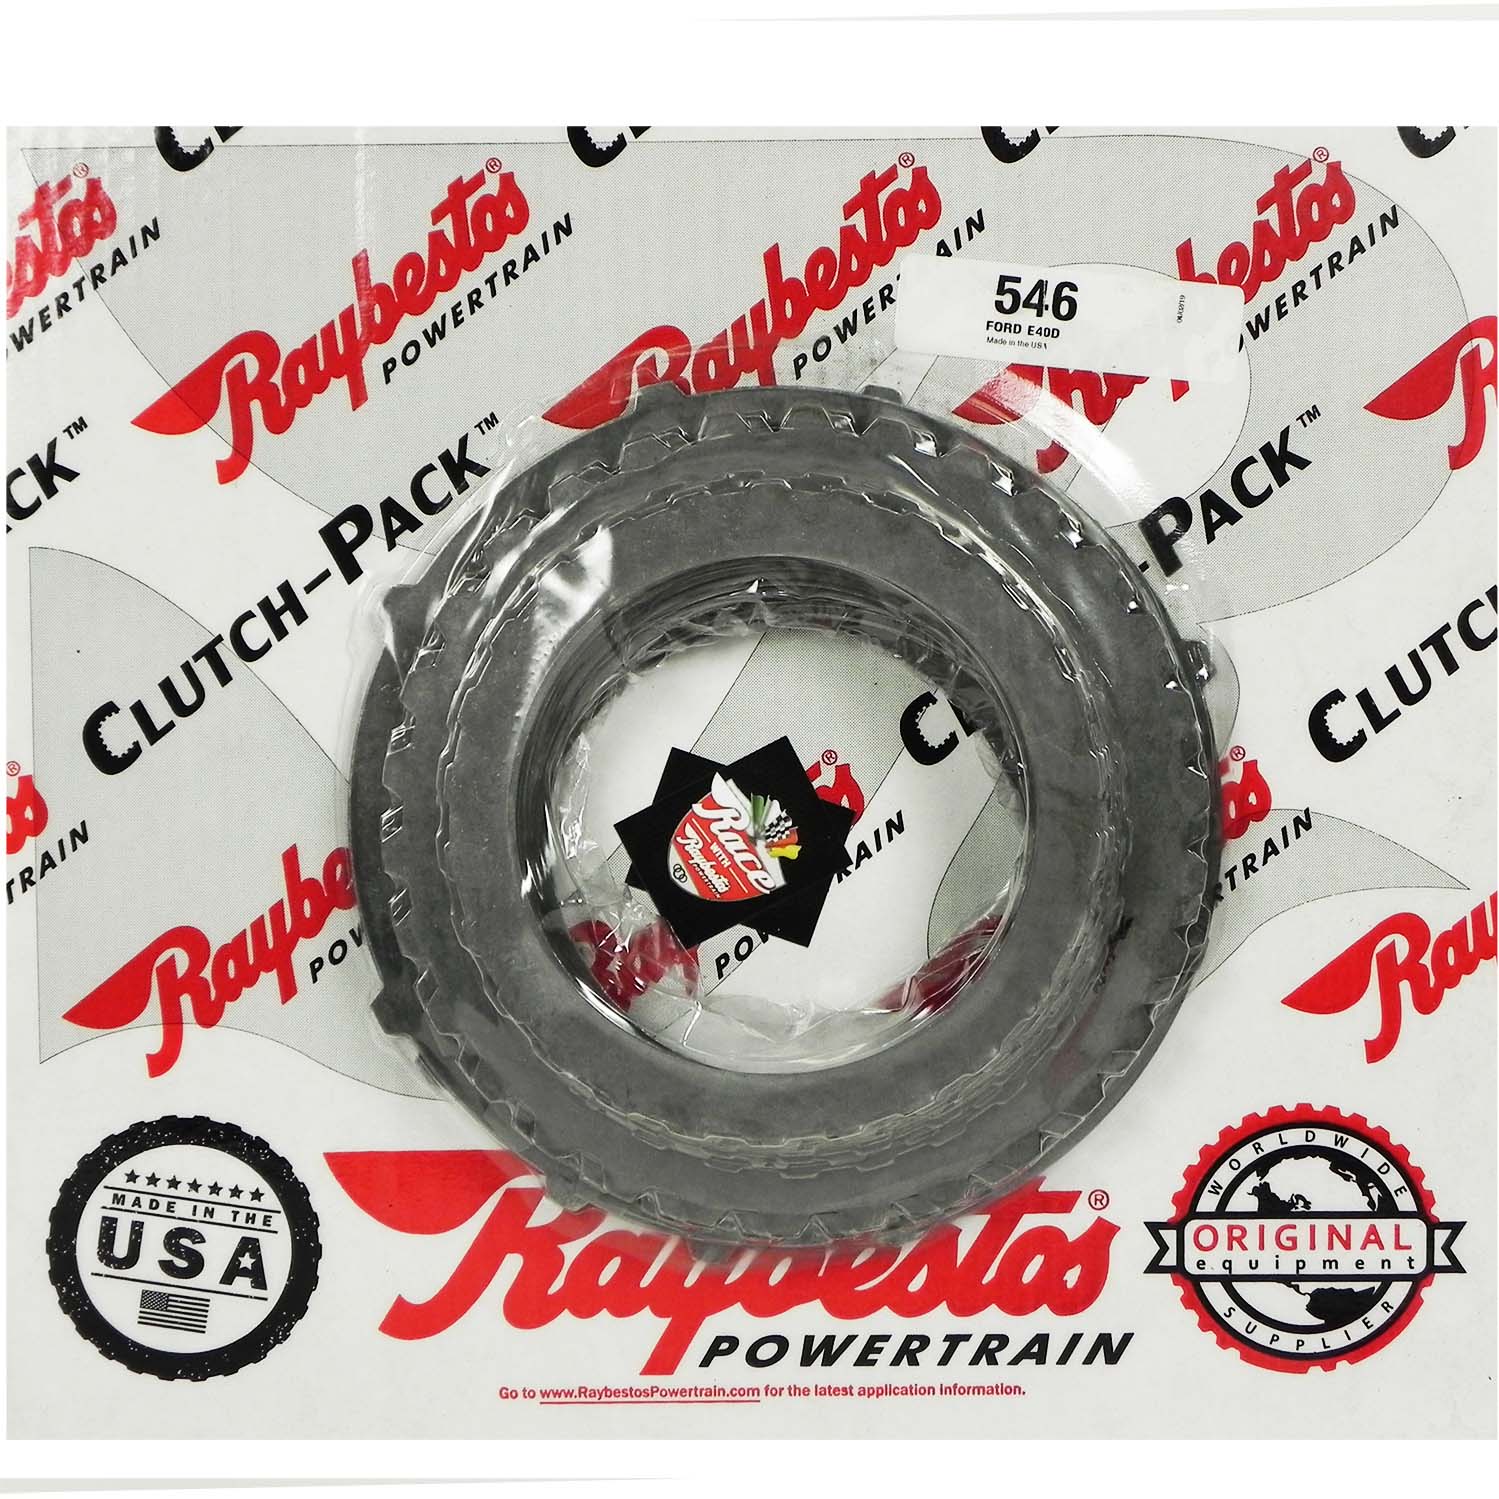 Raybestos®
POWERTRAIN
CLUTCH-PACK™
546
FORD E40D
Made in the USA
Raybestos®
POWERTRAIN
Raybestos®
POWERTRAIN
Raybestos®
POWERTRAIN
CLUTCH-PACK™
CLUTCH-PACK™
Race
WITH
Raybestos
POWERTRAIN
Raybestos
POWERTRAIN
MADE IN THE
USA
Raybestos®
POWERTRAIN
Go to www.RaybestosPowertrain.com for the latest application information.
WORLDWIDE
ORIGINAL
equipment
SUPPLIER